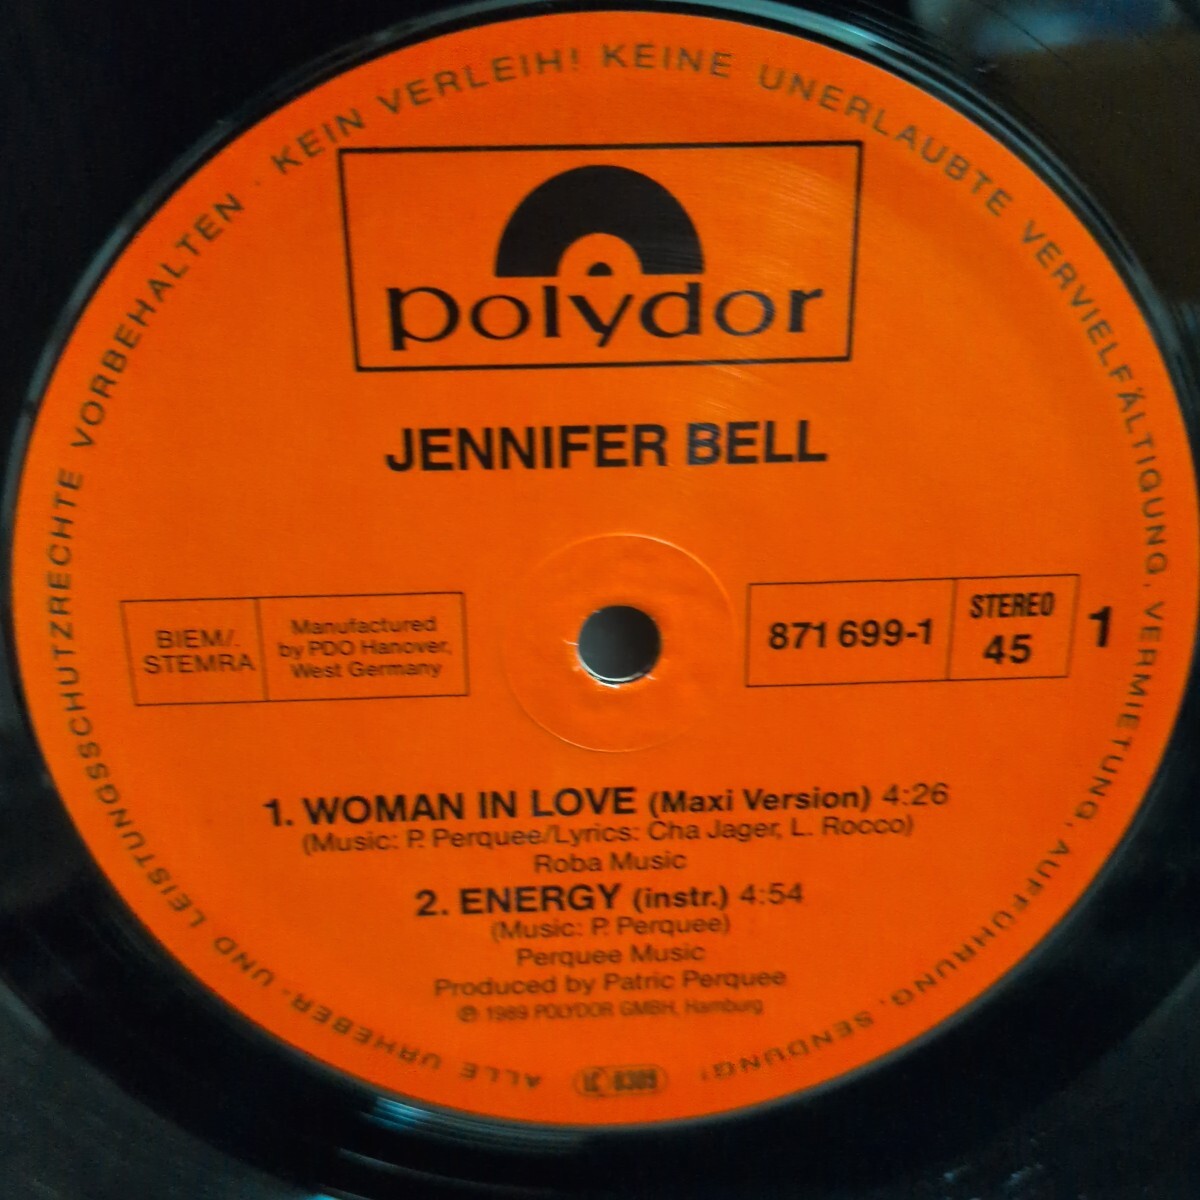 ALLE URHEBER- UND LEISTUNGSSCHUTZRECHTE VORBEHALTEN · KEIN VERLEIH! KEINE UNERLAUBTE VERVIELFÄLTIGUNG, VERMIETUNG, AUFFÜHRUNG, SENDUNG!
polydor
JENNIFER BELL
BIEM/.
STEMRA
Manufactured
by PDO Hanover,
West Germany
871 699-1
STEREO
45
1
1. WOMAN IN LOVE (Maxi Version) 4:26
(Music: P. Perquee/Lyrics: Cha Jager, L. Rocco)
Roba Music
2. ENERGY (instr.) 4:54
(Music: P. Perquee)
Perquee Music
Produced by Patric Perquee
℗ 1989 POLYDOR GMBH, Hamburg
LC